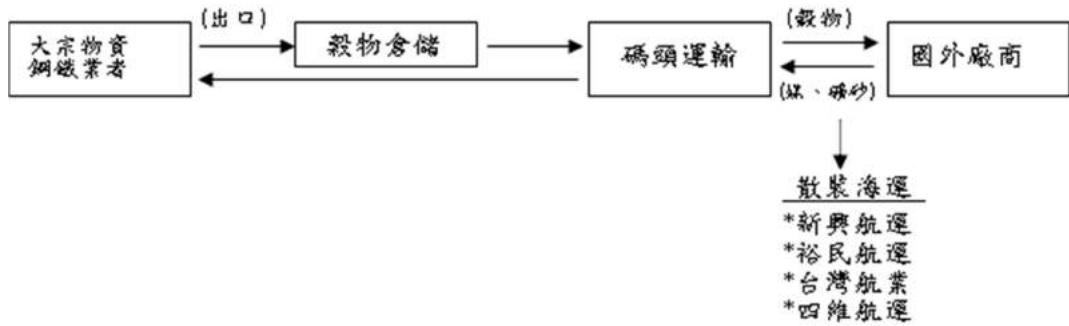 (出口)
(穀物)
大宗物資
鋼鐵業者
穀物倉儲
碼頭運輸
國外廠商
(煤、礦砂)
散裝海運
*新興航運
*裕民航運
*台灣航業
*四維航運